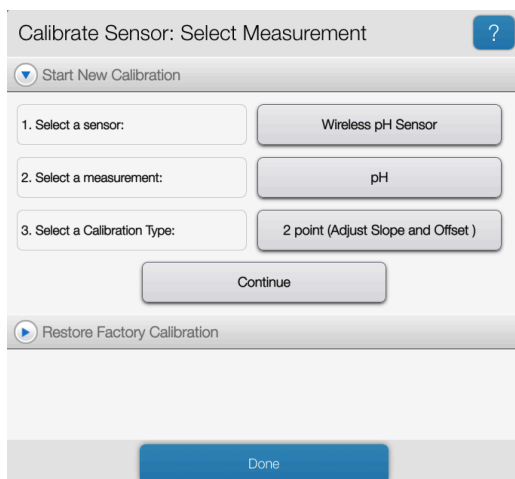 Calibrate Sensor: Select Measurement
?
Start New Calibration
1. Select a sensor:
Wireless pH Sensor
2. Select a measurement:
pH
3. Select a Calibration Type:
2 point (Adjust Slope and Offset )
Continue
Restore Factory Calibration
Done